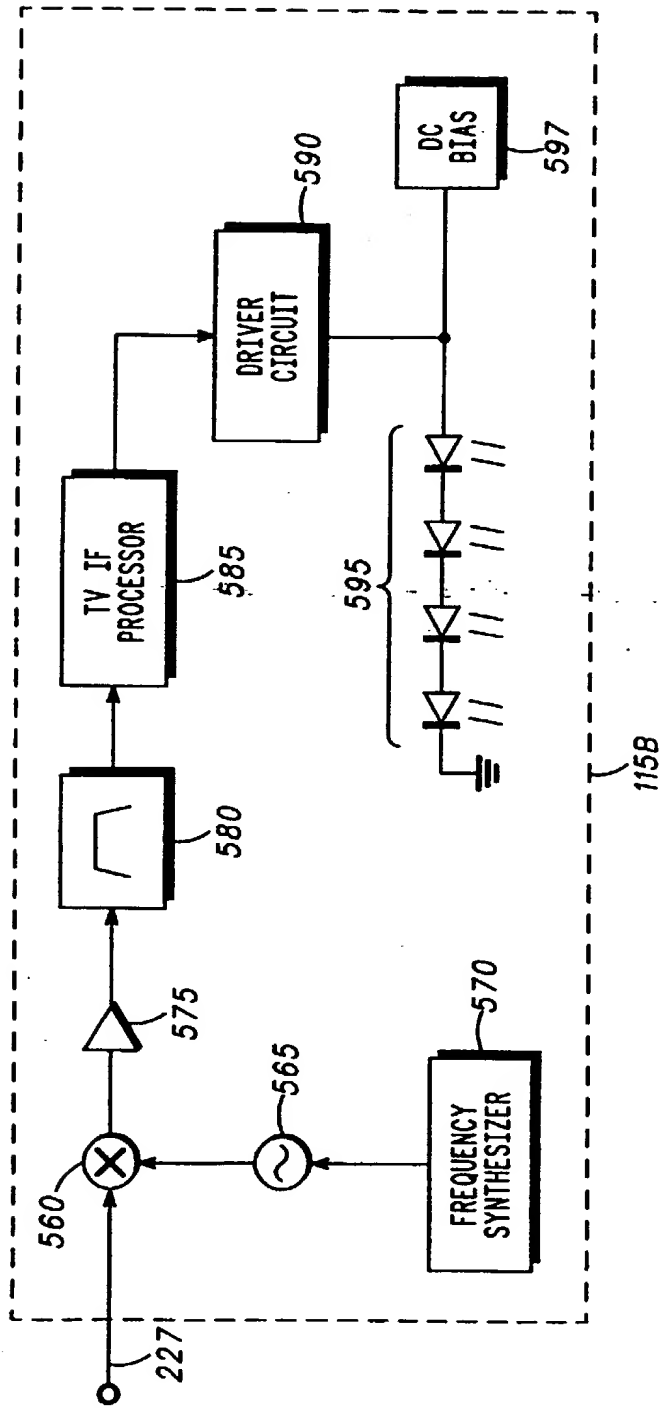 227
560
565
570
FREQUENCY
SYNTHESIZER
575
580
TV IF
PROCESSOR
585
DRIVER
CIRCUIT
590
595
DC
BIAS
597
115B